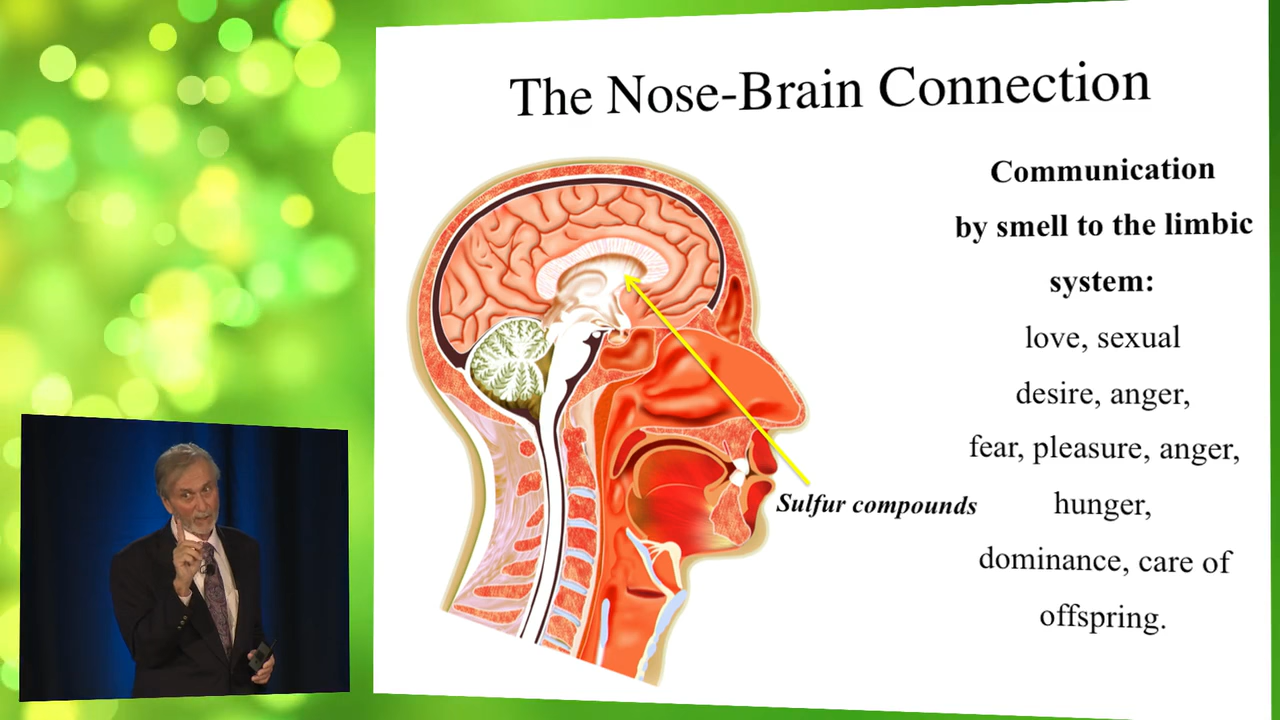 The Nose-Brain Connection
Communication
by smell to the limbic
system:
love, sexual
desire, anger,
fear, pleasure, anger,
hunger,
dominance, care of
offspring.
Sulfur compounds